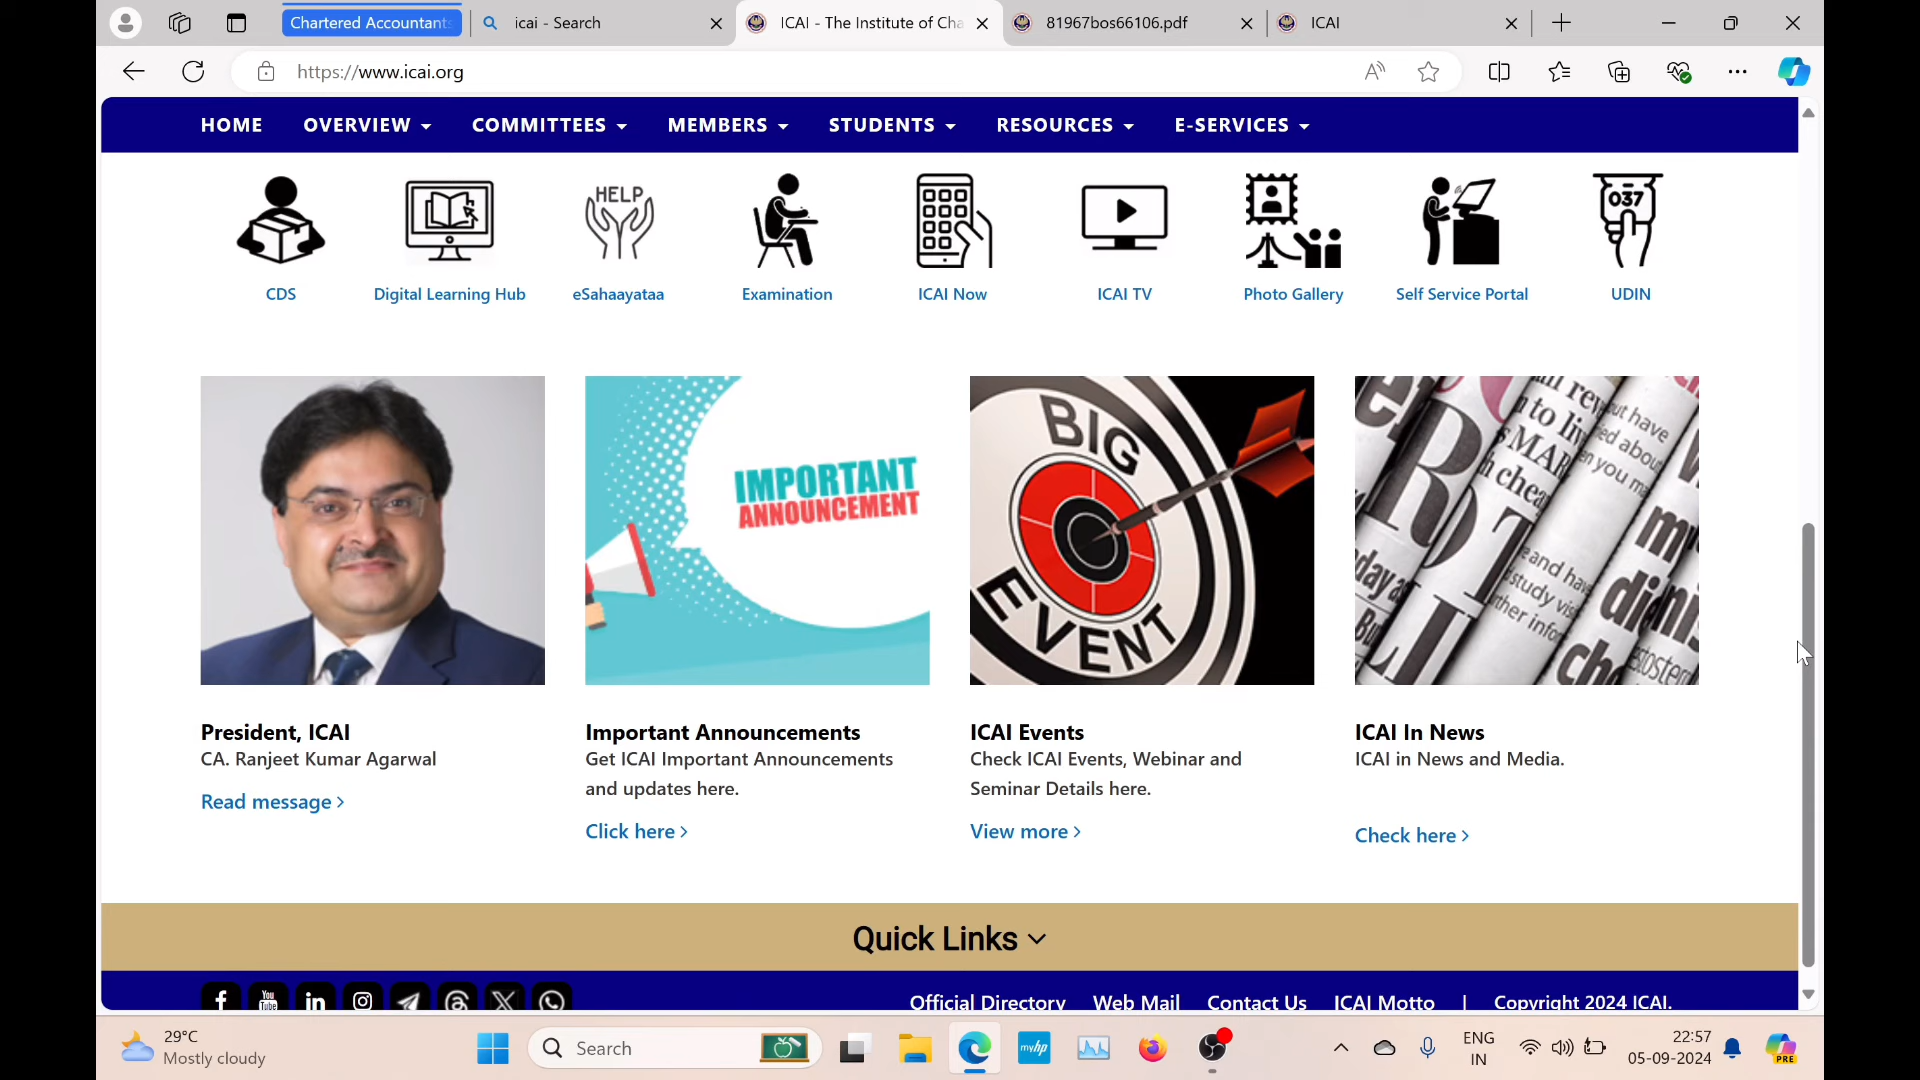 Chartered Accountants
icai - Search
ICAI - The Institute of Cha
81967bos66106.pdf
ICAI
https://www.icai.org
HOME
OVERVIEW
COMMITTEES
MEMBERS
STUDENTS
RESOURCES
E-SERVICES
HELP
037
CDS
Digital Learning Hub
eSahaayataa
Examination
ICAI Now
ICAI TV
Photo Gallery
Self Service Portal
UDIN
IMPORTANT
ANNOUNCEMENT
BIG
EVENT
President, ICAI
CA. Ranjeet Kumar Agarwal
Read message >
Important Announcements
Get ICAI Important Announcements
and updates here.
Click here >
ICAI Events
Check ICAI Events, Webinar and
Seminar Details here.
View more >
ICAI In News
ICAI in News and Media.
Check here >
Quick Links
You
Tube
Official Directory
Web Mail
Contact Us
ICAI Motto
|
Copyright 2024 ICAI.
29°C
Mostly cloudy
Search
myhp
ENG
IN
22:57
05-09-2024
PRE